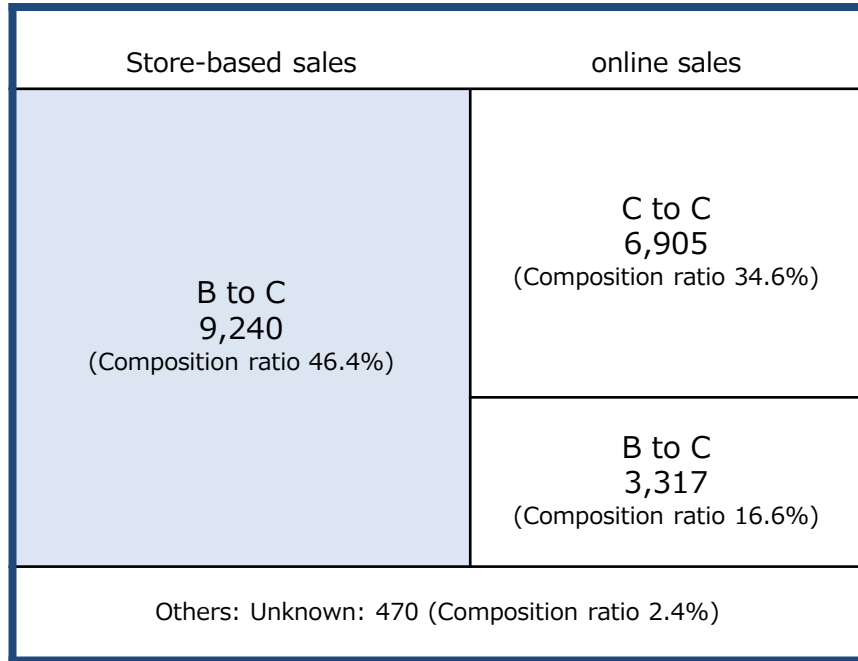 Store-based sales
online sales
B to C
9,240
(Composition ratio 46.4%)
C to C
6,905
(Composition ratio 34.6%)
B to C
3,317
(Composition ratio 16.6%)
Others: Unknown: 470 (Composition ratio 2.4%)